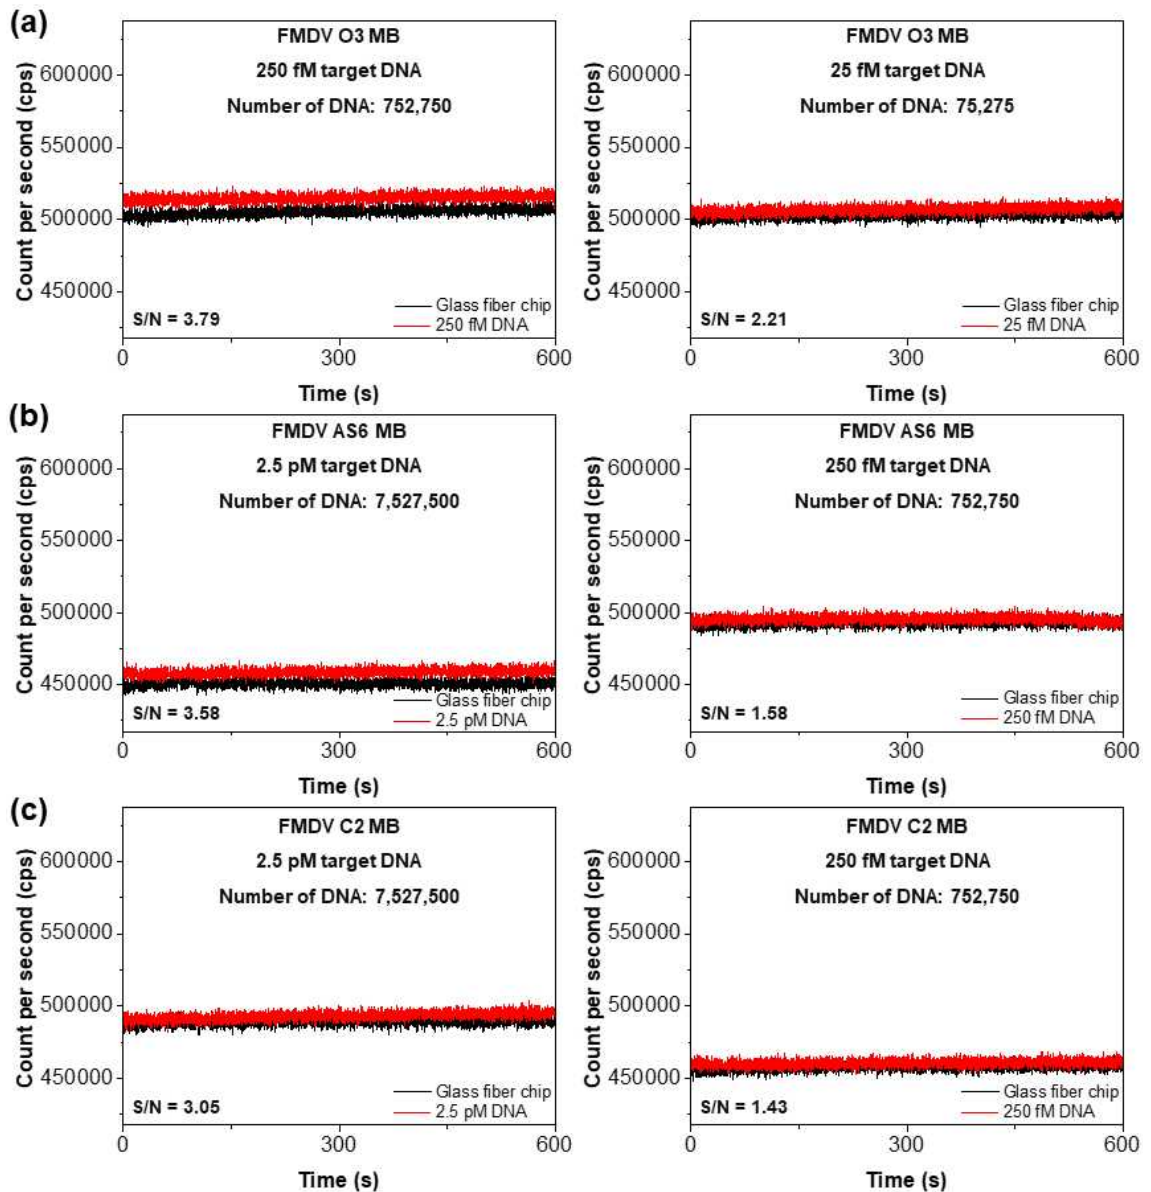 (a)
FMDV O3 MB
250 fM target DNA
Number of DNA: 752,750
Count per second (cps)
600000
550000
500000
450000
S/N = 3.79
Glass fiber chip
250 fM DNA
0
300
600
Time (s)
FMDV O3 MB
25 fM target DNA
Number of DNA: 75,275
Count per second (cps)
600000
550000
500000
450000
S/N = 2.21
Glass fiber chip
25 fM DNA
0
300
600
Time (s)
(b)
FMDV AS6 MB
2.5 pM target DNA
Number of DNA: 7,527,500
Count per second (cps)
600000
550000
500000
450000
S/N = 3.58
Glass fiber chip
2.5 pM DNA
0
300
600
Time (s)
FMDV AS6 MB
250 fM target DNA
Number of DNA: 752,750
Count per second (cps)
600000
550000
500000
450000
S/N = 1.58
Glass fiber chip
250 fM DNA
0
300
600
Time (s)
(c)
FMDV C2 MB
2.5 pM target DNA
Number of DNA: 7,527,500
Count per second (cps)
600000
550000
500000
450000
S/N = 3.05
Glass fiber chip
2.5 pM DNA
0
300
600
Time (s)
FMDV C2 MB
250 fM target DNA
Number of DNA: 752,750
Count per second (cps)
600000
550000
500000
450000
S/N = 1.43
Glass fiber chip
250 fM DNA
0
300
600
Time (s)